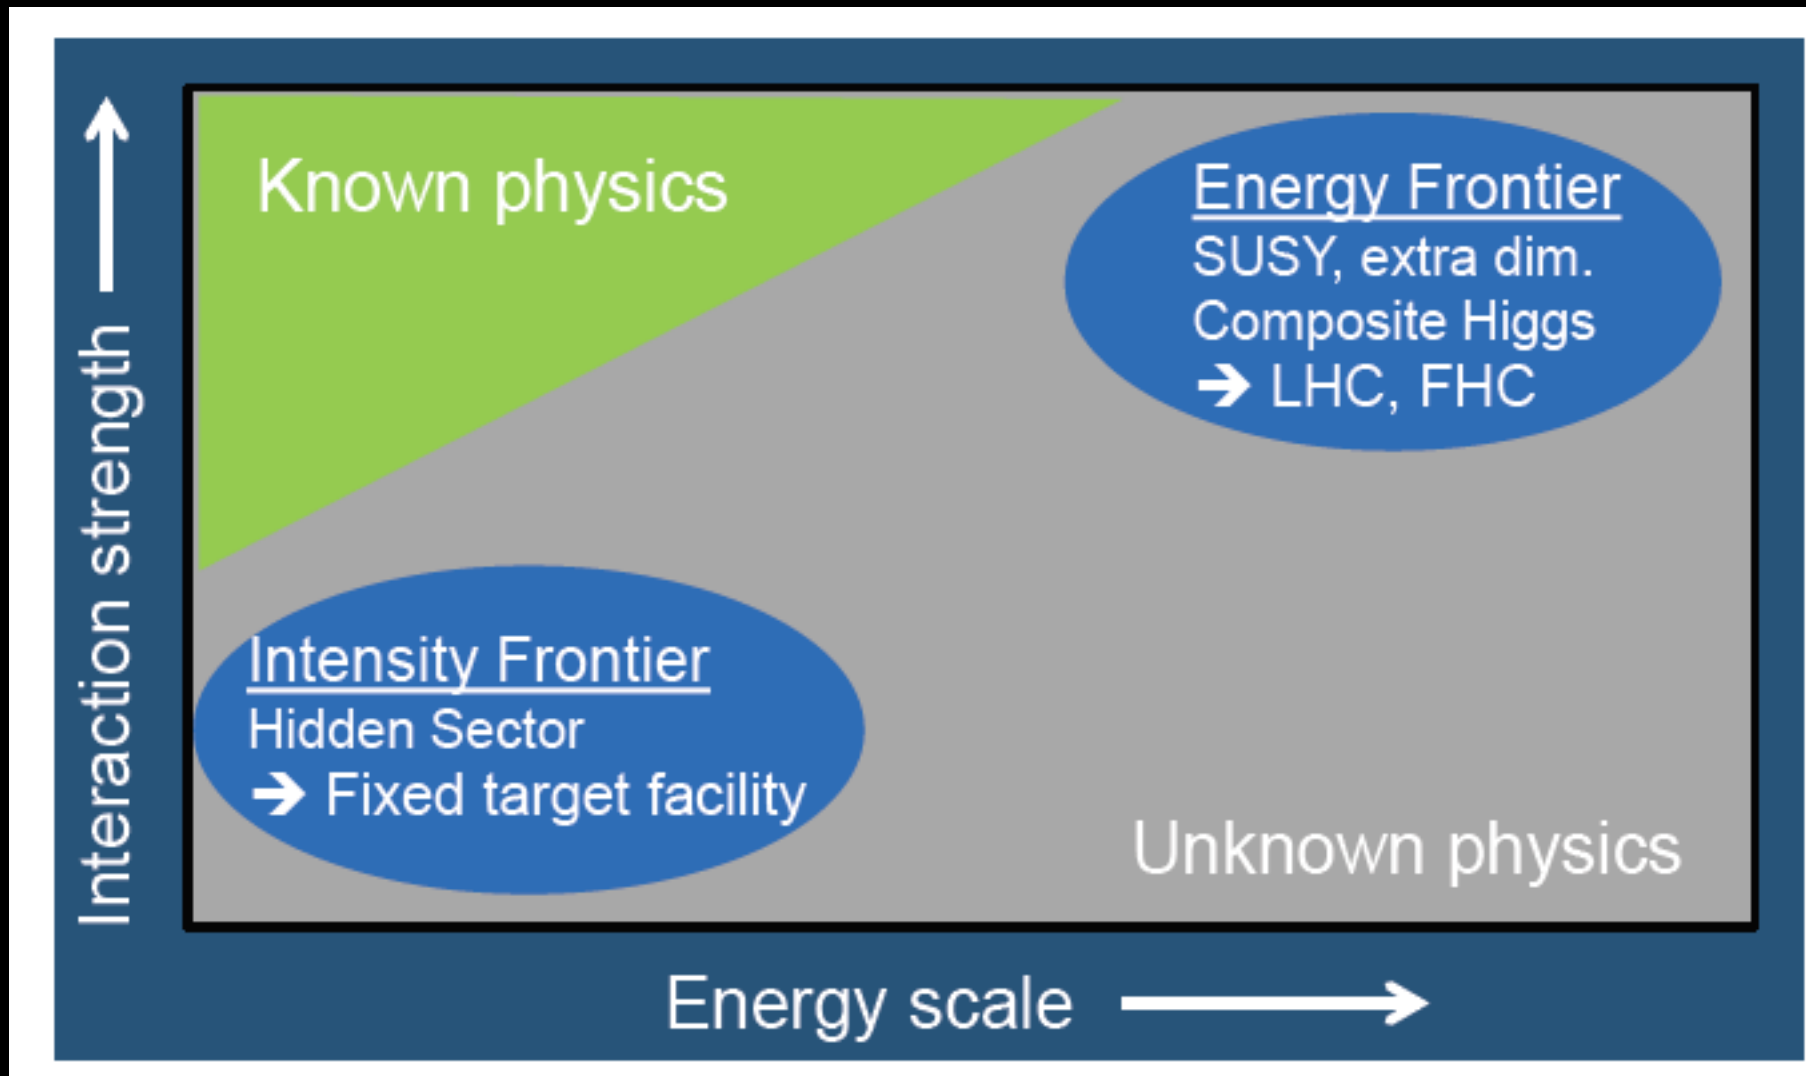 Known physics
Energy Frontier
SUSY, extra dim.
Composite Higgs
➔ LHC, FHC
Intensity Frontier
Hidden Sector
➔ Fixed target facility
Unknown physics
Interaction strength
Energy scale